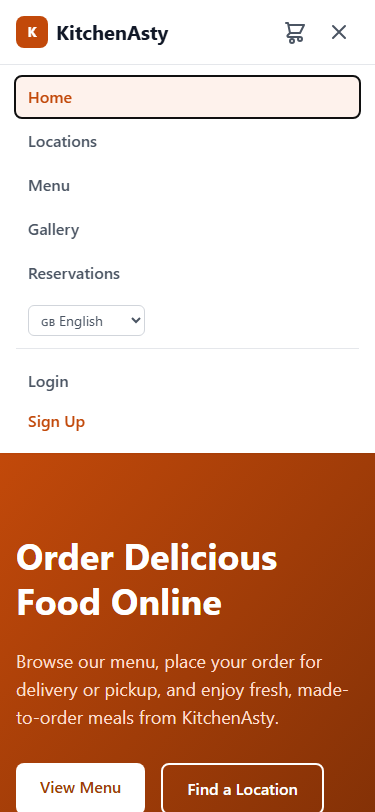 K KitchenAsty
Home
Locations
Menu
Gallery
Reservations
GB English
Login
Sign Up
Order Delicious
Food Online
Browse our menu, place your order for
delivery or pickup, and enjoy fresh, made-
to-order meals from KitchenAsty.
View Menu
Find a Location